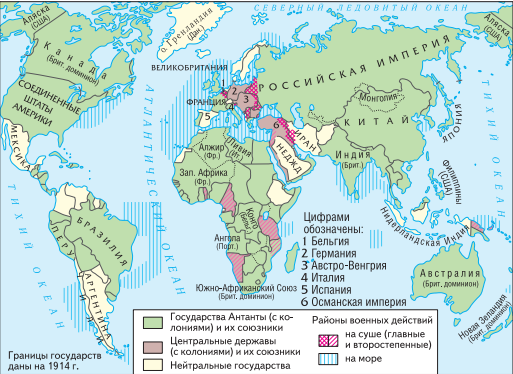 СЕВЕРНЫЙ ЛЕДОВИТЫЙ ОКЕАН
Аляска
(США)
о. Гренландия
(Дан.)
Аляска
(США)
Канада
(Брит. доминион)
ВЕЛИКОБРИТАНИЯ
РОССИЙСКАЯ ИМПЕРИЯ
СОЕДИНЕННЫЕ
ШТАТЫ
АМЕРИКИ
ФРАНЦИЯ
1
2
3
4
5
6
Монголия
КИТАЙ
ЯПОНИЯ
ТИХИЙ ОКЕАН
АТЛАНТИЧЕСКИЙ ОКЕАН
МЕКСИКА
Алжир
(Фр.)
Ливия
(Ит.)
ИРАН
НЕДЖД
Индия
(Брит.)
Зап. Африка
(Фр.)
Филиппины
(США)
ТИХИЙ ОКЕАН
БРАЗИЛИЯ
ПЕРУ
Конго
(Бельг.)
Ангола
(Порт.)
Нидерландская Индия
АРГЕНТИНА
Южно-Африканский Союз
(Брит. доминион)
Австралия
(Брит. доминион)
Новая Зеландия
(Брит. доминион)
Цифрами
обозначены:
1 Бельгия
2 Германия
3 Австро-Венгрия
4 Италия
5 Испания
6 Османская империя
Государства Антанты (с ко-
лониями) и их союзники
Центральные державы
(с колониями) и их союзники
Нейтральные государства
Районы военных действий
на суше (главные
и второстепенные)
на море
Границы государств
даны на 1914 г.